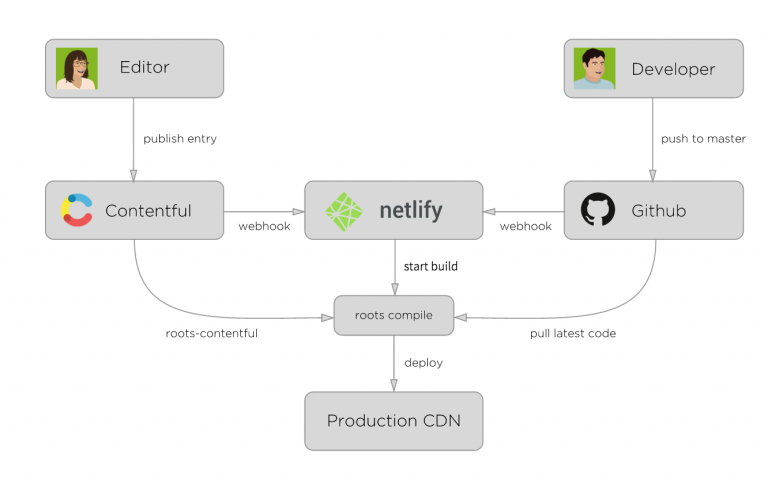 Editor
Developer
publish entry
push to master
Contentful
netlify
Github
webhook
webhook
start build
roots compile
roots-contentful
pull latest code
deploy
Production CDN